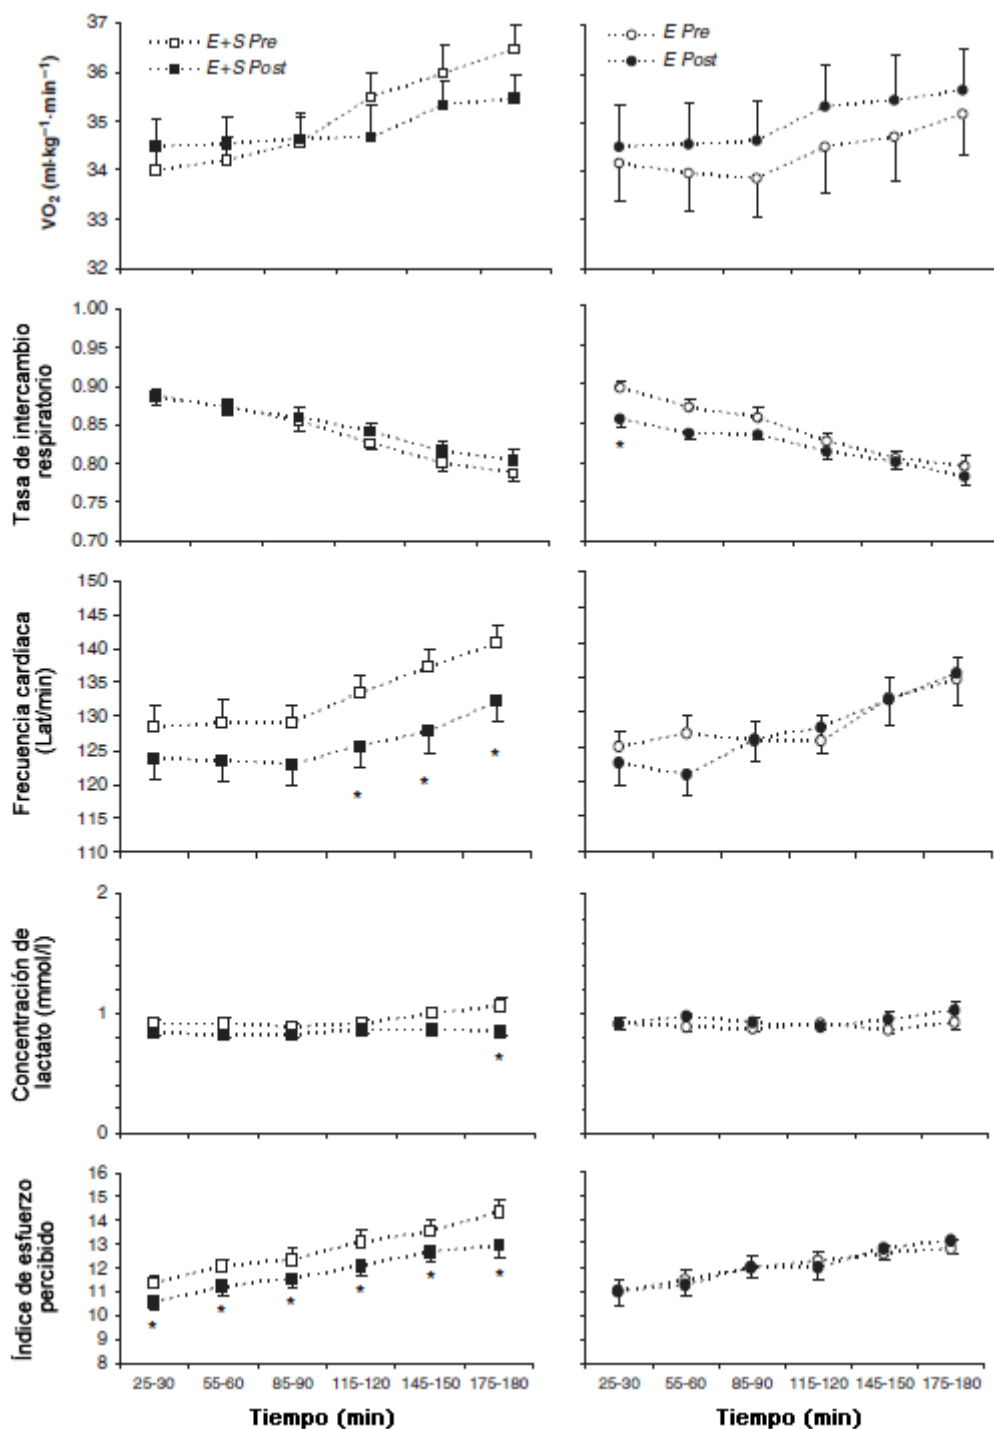 37
36
35
34
33
32
VO₂ (ml·kg⁻¹·min⁻¹)
E+S Pre
E+S Post
E Pre
E Post
1.00
0.95
0.90
0.85
0.80
0.75
0.70
Tasa de intercambio
respiratorio
*
150
145
140
135
130
125
120
115
110
Frecuencia cardíaca
(Lat/min)
* * *
2
1
0
Concentración de
lactato (mmol/l)
*
16
15
14
13
12
11
10
8
Índice de esfuerzo
percibido
* * * * * *
25-30 55-60 85-90 115-120 145-150 175-180
Tiempo (min)
25-30 55-60 85-90 115-120 145-150 175-180
Tiempo (min)